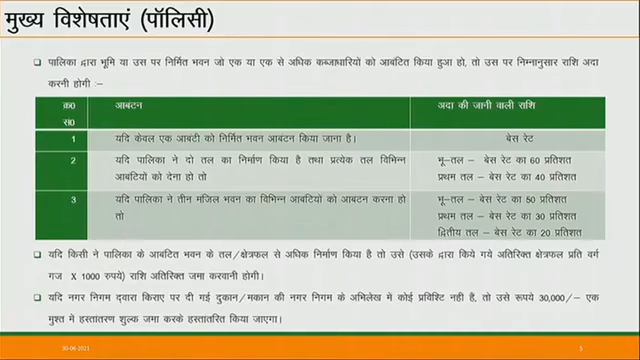 मुख्य विशेषताएं (पॉलिसी)
पालिका द्वारा भूमि या उस पर निर्मित भवन जो एक या एक से अधिक कब्जाधारियों को आबंटित किया हुआ हो, तो उस पर निम्नानुसार राशि अदा
करनी होगी :–
क्र0 सं0 आबंटन अदा की जानी वाली राशि
1 यदि केवल एक आबंटी को निर्मित भवन आबंटन किया जाना है। बेस रेट
2 यदि पालिका ने दो तल का निर्माण किया है तथा प्रत्येक तल विभिन्न भू–तल – बेस रेट का 60 प्रतिशत
आबंटियों को देना हो तो प्रथम तल – बेस रेट का 40 प्रतिशत
3 यदि पालिका ने तीन मंजिल भवन का विभिन्न आबटियों को आबटन करना हो भू–तल – बेस रेट का 50 प्रतिशत
तो प्रथम तल – बेस रेट का 30 प्रतिशत
द्वितीय तल – बेस रेट का 20 प्रतिशत
यदि किसी ने पालिका के आबंटित भवन के तल/क्षेत्रफल से अधिक निर्माण किया है तो उसे (उसके द्वारा किये गये अतिरिक्त क्षेत्रफल प्रति वर्ग
गज X 1000 रुपये) राशि अतिरिक्त जमा करवानी होगी।
यदि नगर निगम द्वारा किराए पर दी गई दुकान/मकान की नगर निगम के अभिलेख में कोई प्रविष्टि नही है, तो उसे रूपये 30,000/– एक
मुश्त में हस्तांतरण शुल्क जमा करके हस्तातरित किया जाएगा।
30-06-2021 5